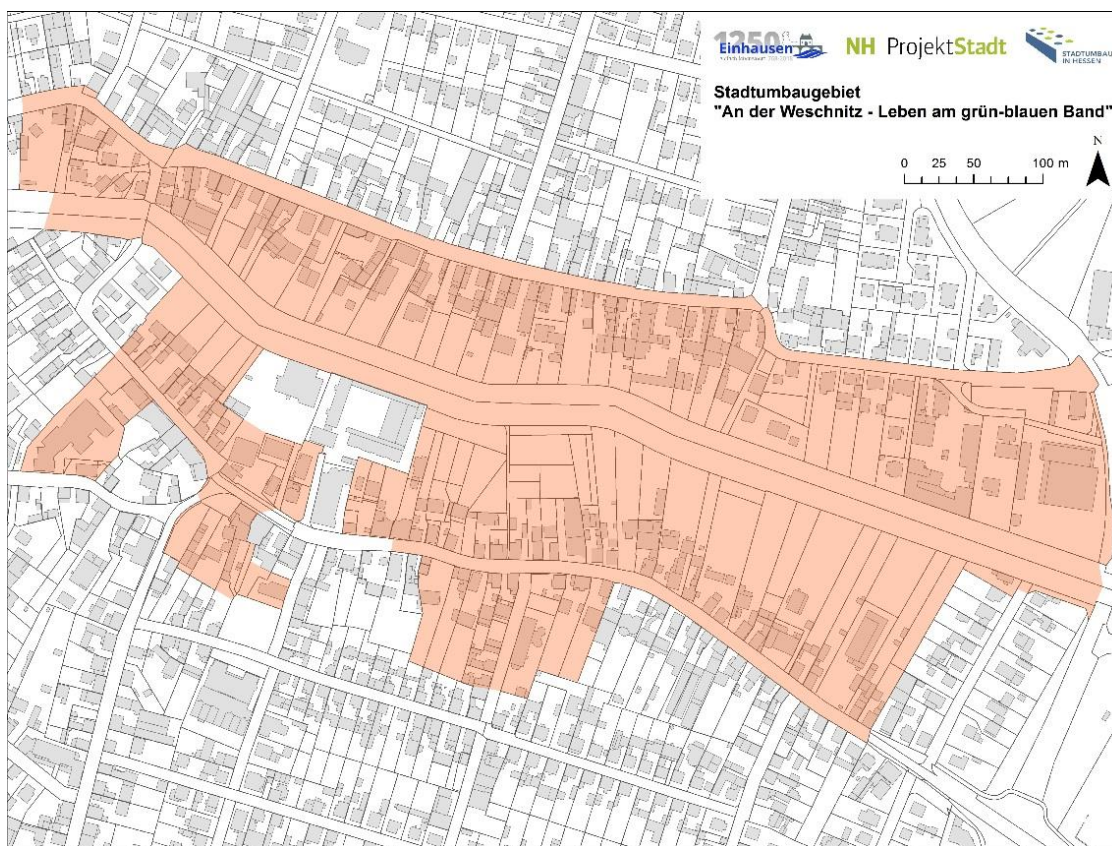 1250
Einhausen
NH ProjektStadt
STADTUMBAU
IN HESSEN
Stadtumbaugebiet
"An der Weschnitz - Leben am grün-blauen Band"
N
0 25 50 100 m